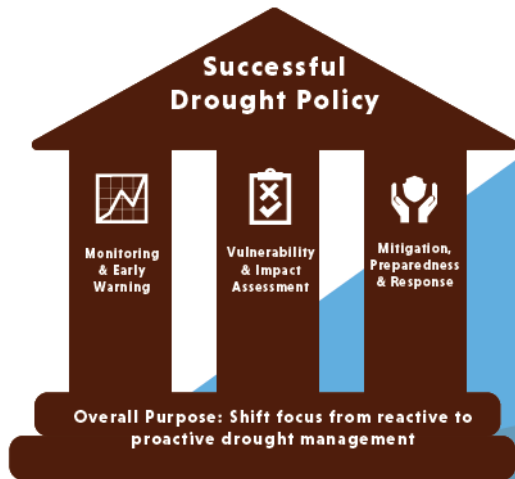 Successful
Drought Policy
Monitoring
& Early
Warning
Vulnerability
& Impact
Assessment
Mitigation,
Preparedness
& Response
Overall Purpose: Shift focus from reactive to
proactive drought management